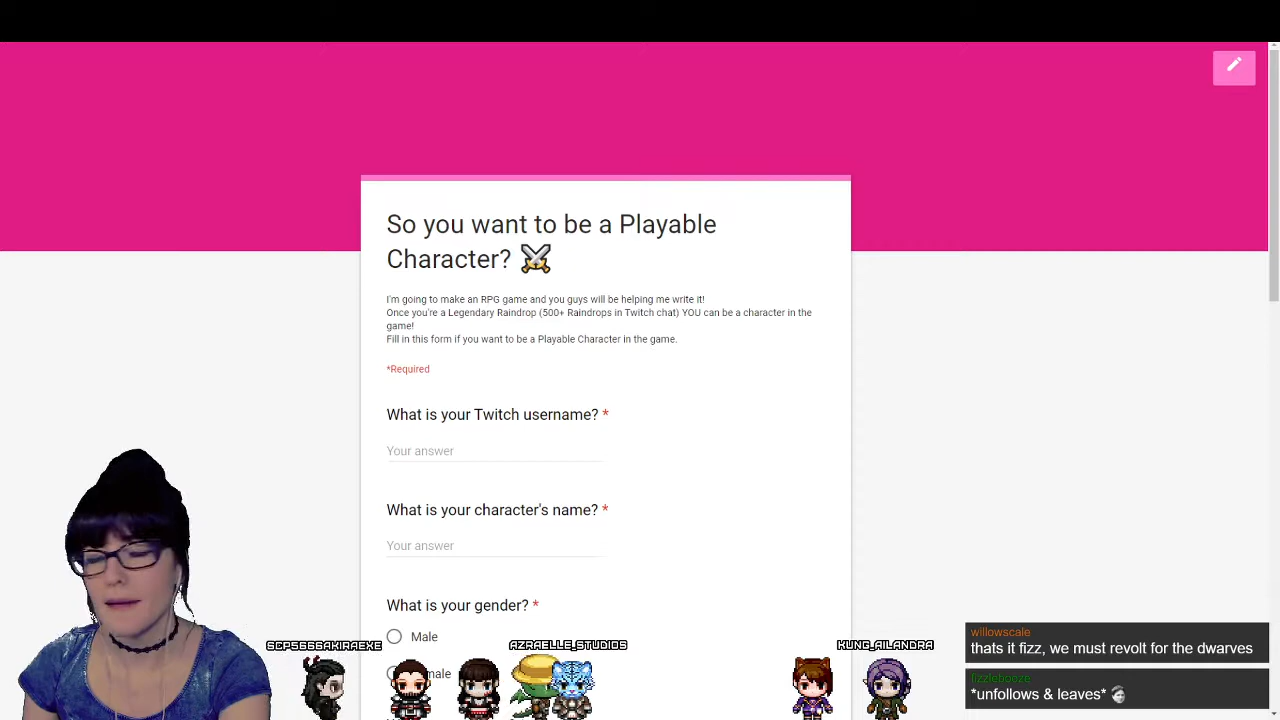 So you want to be a Playable
Character? ⚔️
I'm going to make an RPG game and you guys will be helping me write it!
Once you're a Legendary Raindrop (500+ Raindrops in Twitch chat) YOU can be a character in the
game!
Fill in this form if you want to be a Playable Character in the game.
*Required
What is your Twitch username? *
Your answer
What is your character's name? *
Your answer
What is your gender? *
Male
male
SCP5666AKIRAEXE
AZRAELLE_STUDIOS
KUNG_AILANDRA
willowscale
thats it fizz, we must revolt for the dwarves
fizzlebooze
*unfollows & leaves*